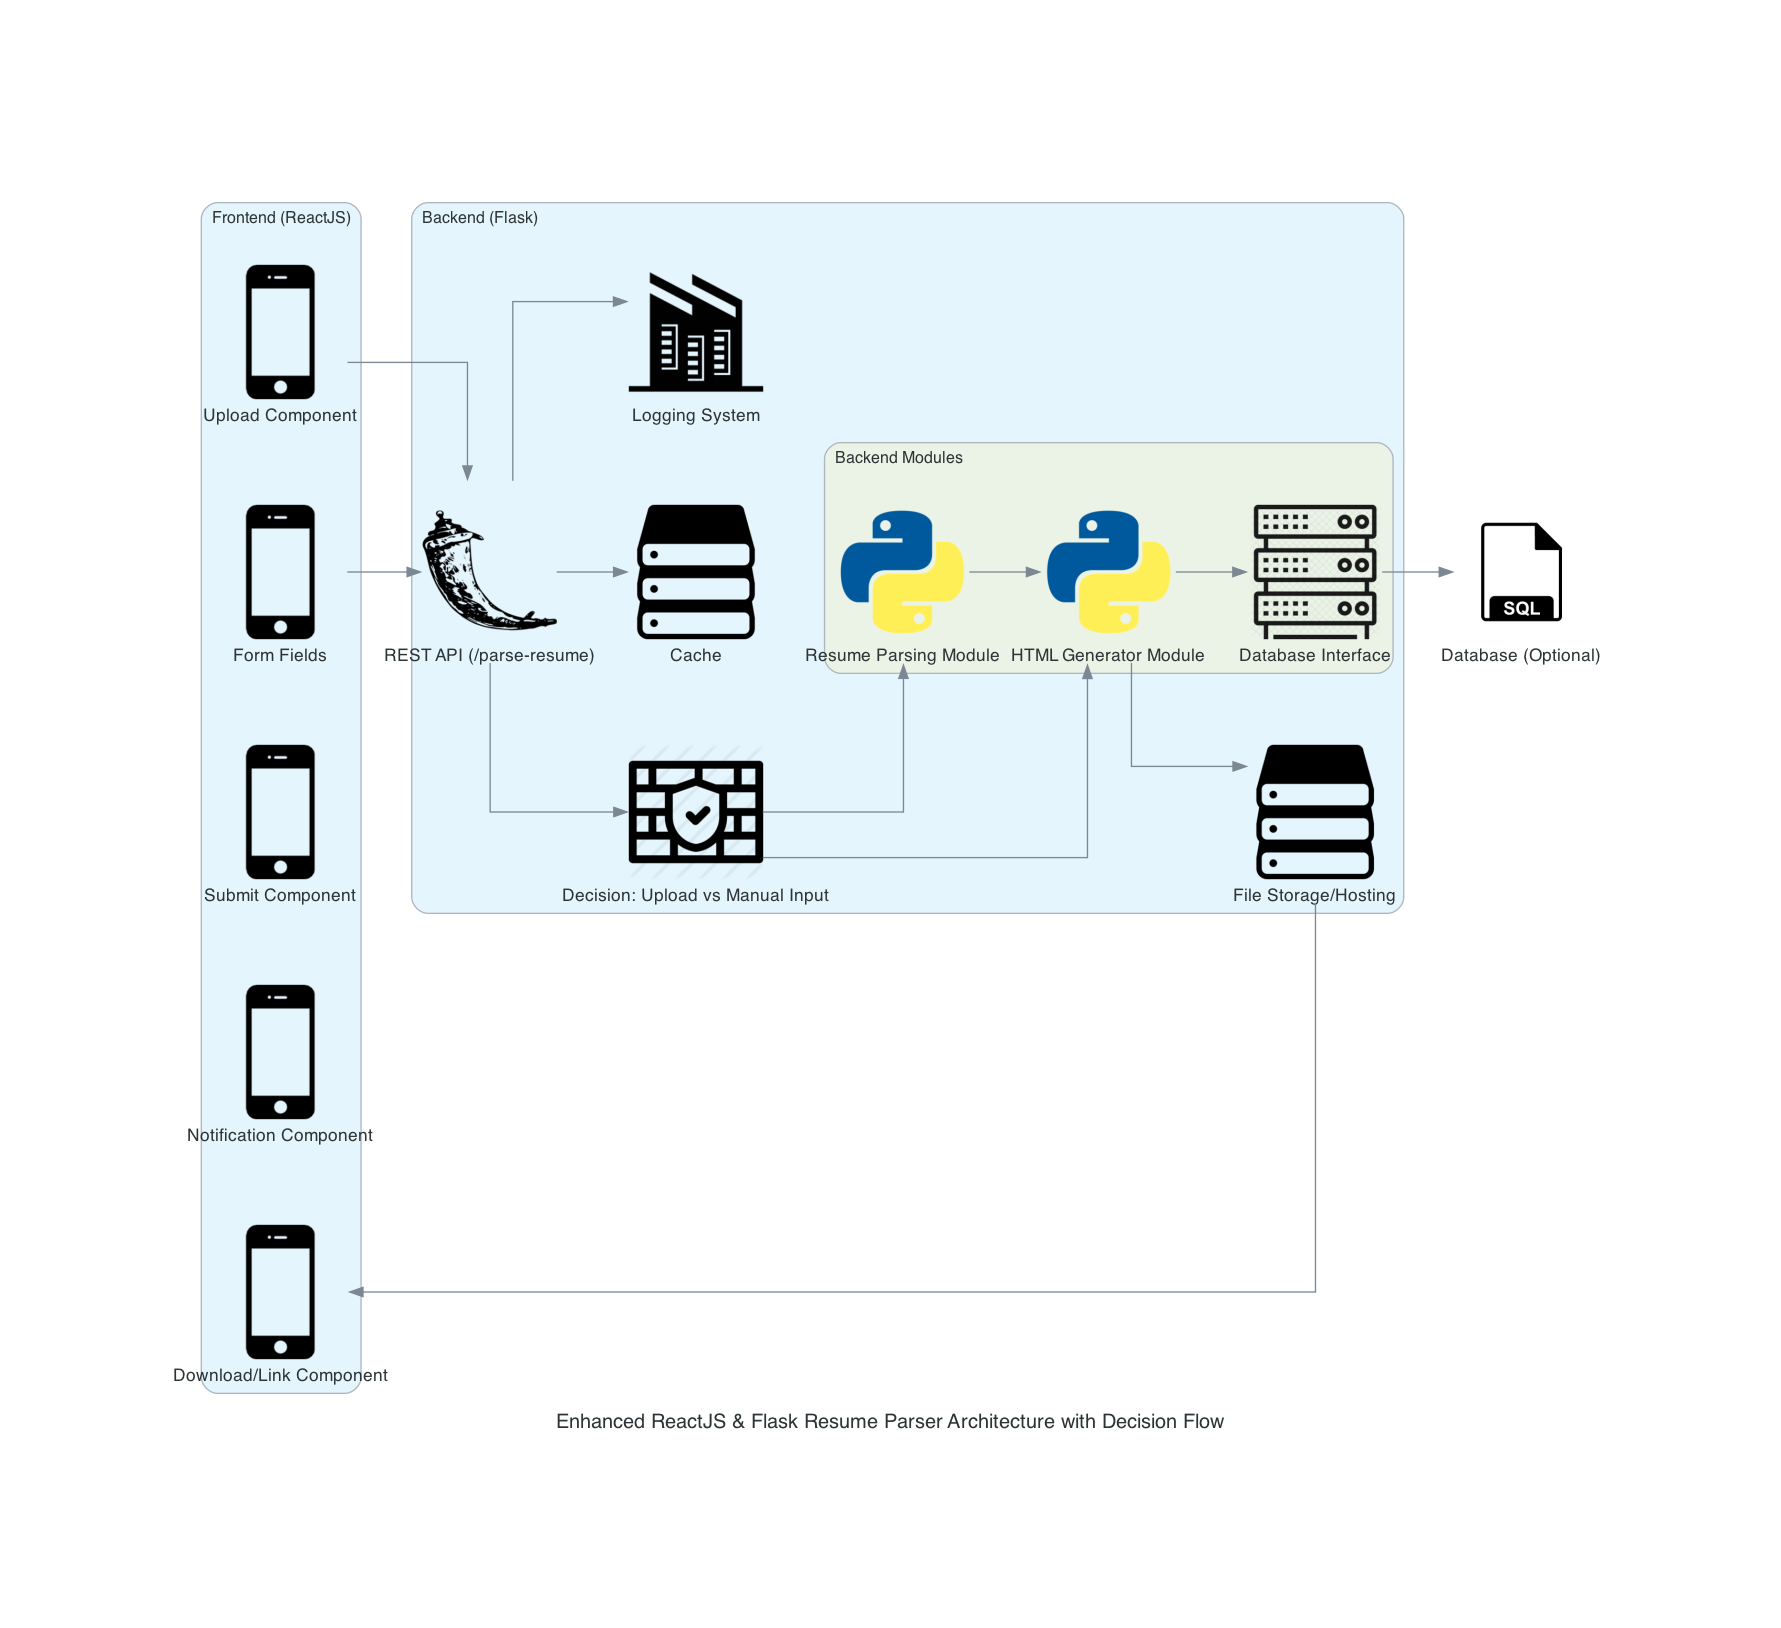 Frontend (ReactJS)
Upload Component
Form Fields
Submit Component
Notification Component
Download/Link Component
Backend (Flask)
Logging System
REST API (/parse-resume)
Cache
Decision: Upload vs Manual Input
Backend Modules
Resume Parsing Module
HTML Generator Module
Database Interface
File Storage/Hosting
SQL
Database (Optional)
Enhanced ReactJS & Flask Resume Parser Architecture with Decision Flow